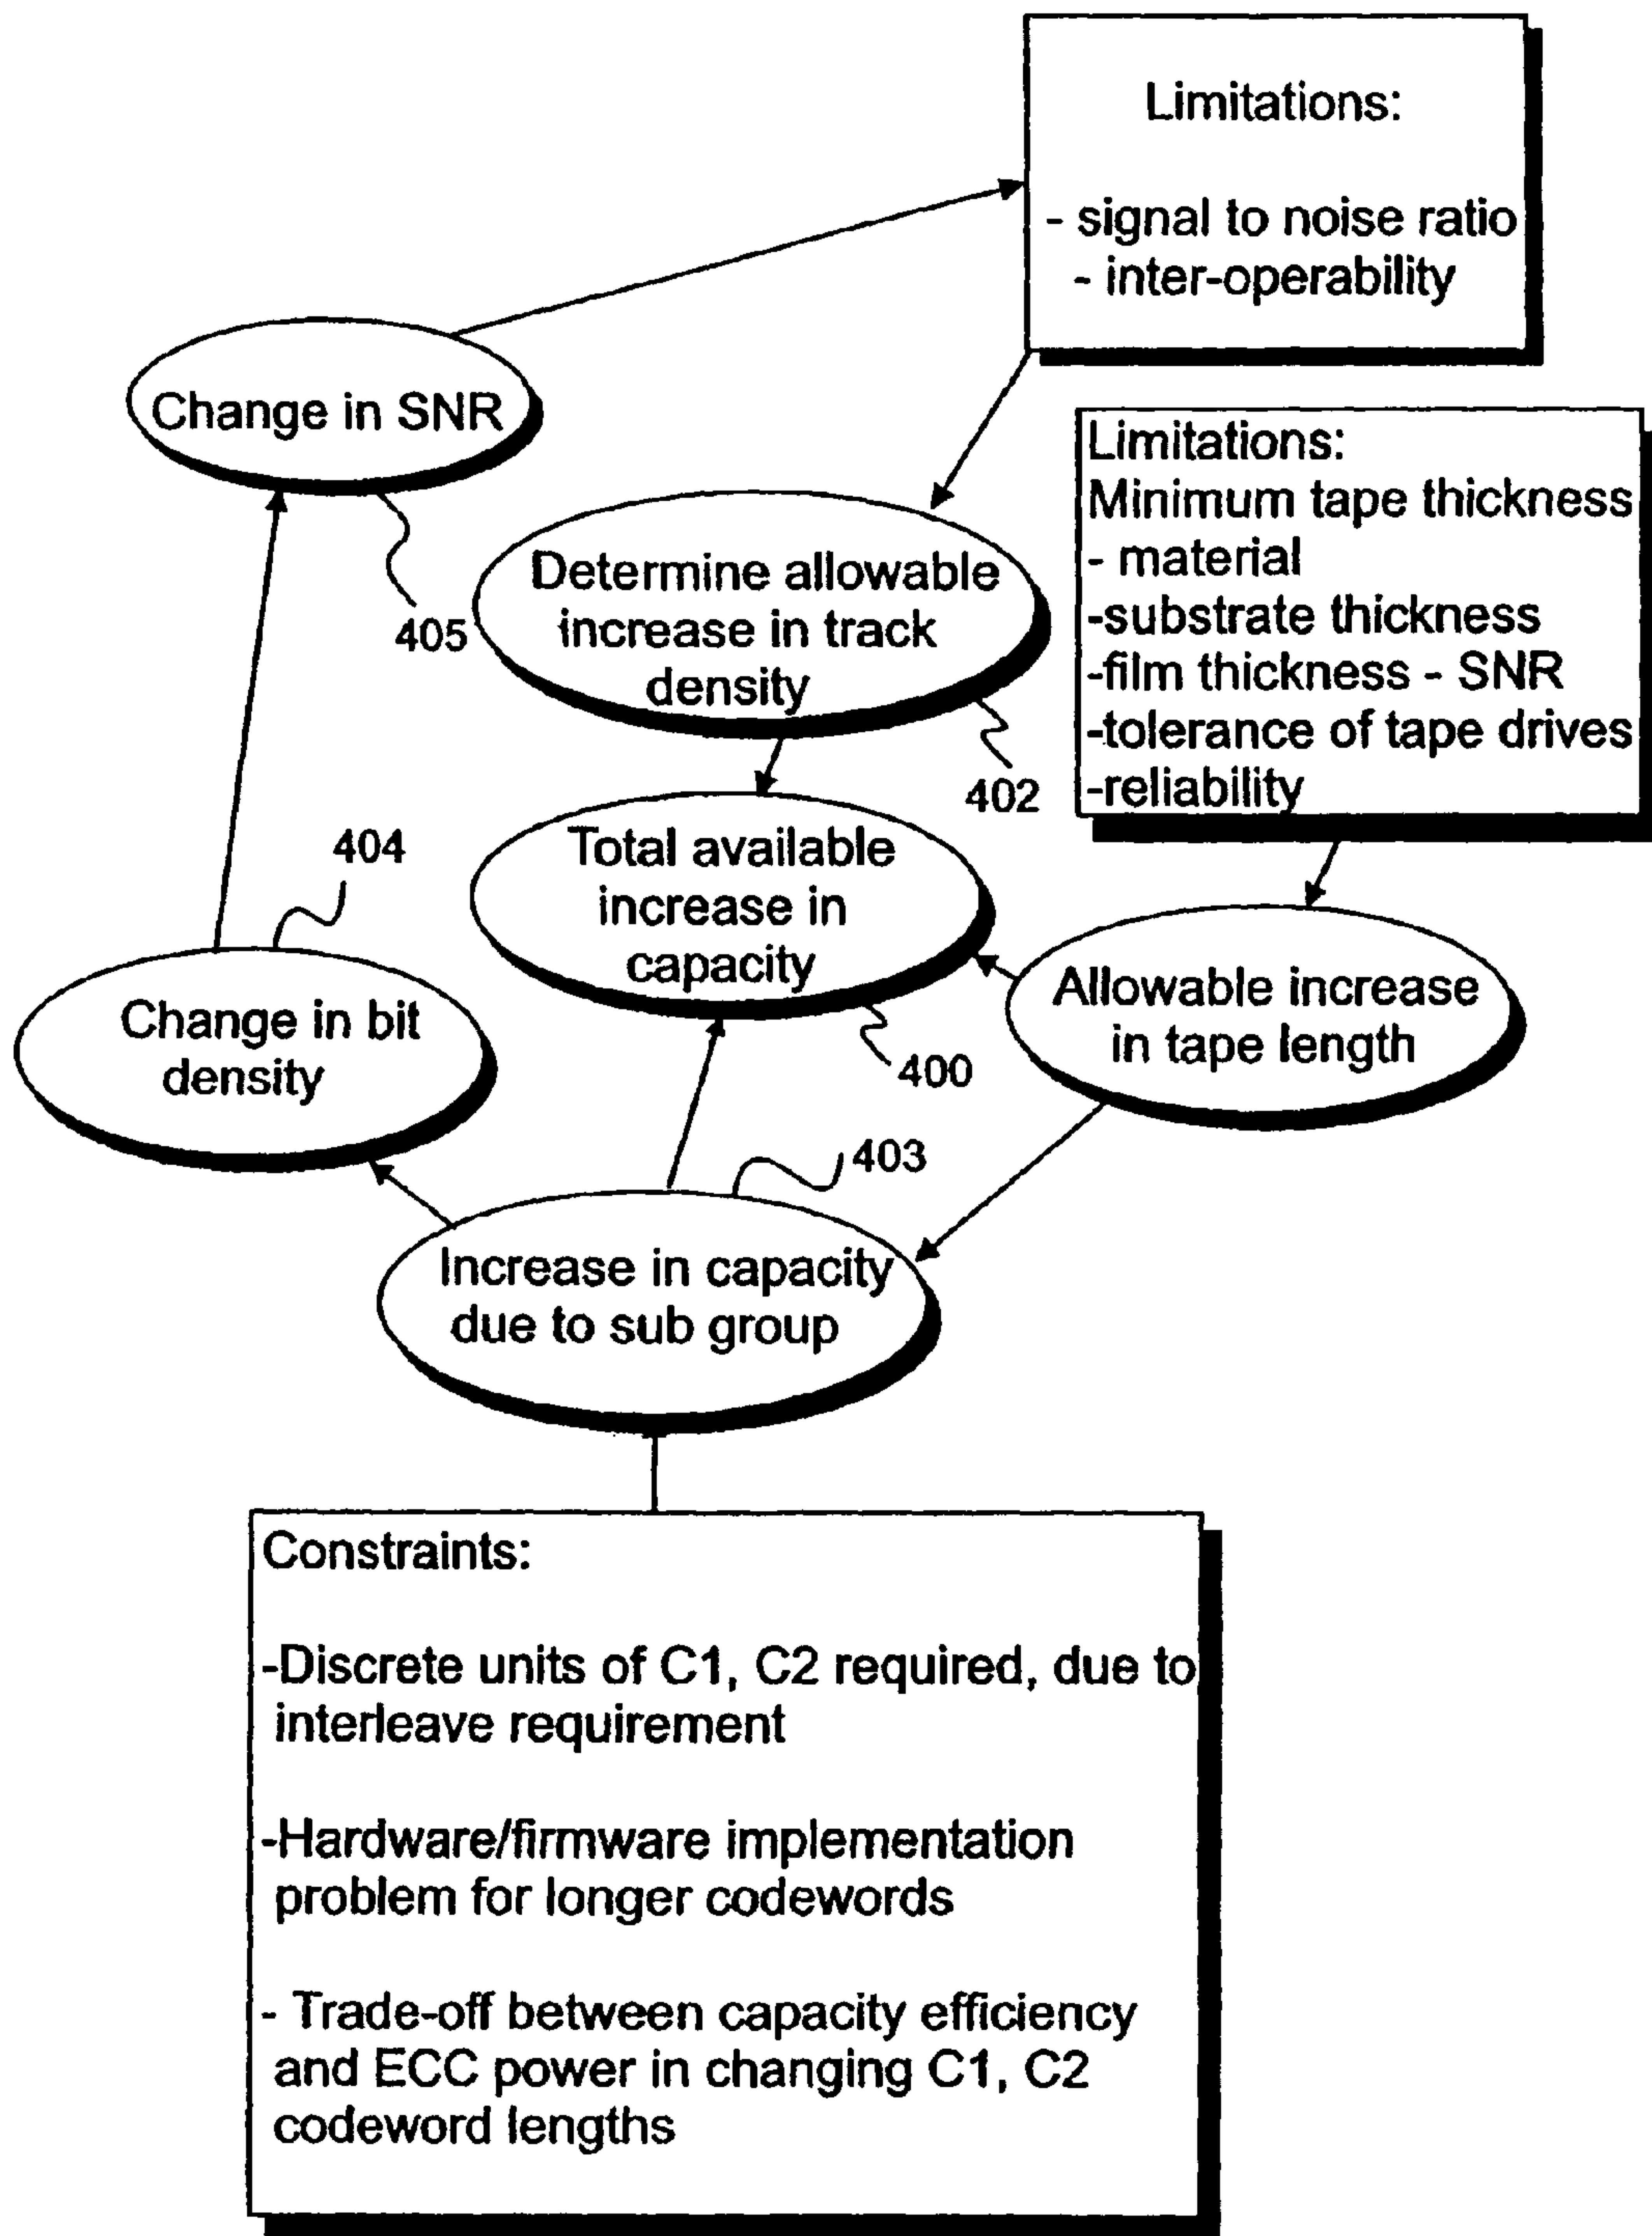 Limitations:
- signal to noise ratio
- inter-operability
Change in SNR
405
Limitations:
Minimum tape thickness
- material
-substrate thickness
-film thickness - SNR
-tolerance of tape drives
-reliability
Determine allowable
increase in track
density
402
Total available
increase in
capacity
400
404
Change in bit
density
Allowable increase
in tape length
403
Increase in capacity
due to sub group
Constraints:
-Discrete units of C1, C2 required, due to
interleave requirement
-Hardware/firmware implementation
problem for longer codewords
- Trade-off between capacity efficiency
and ECC power in changing C1, C2
codeword lengths